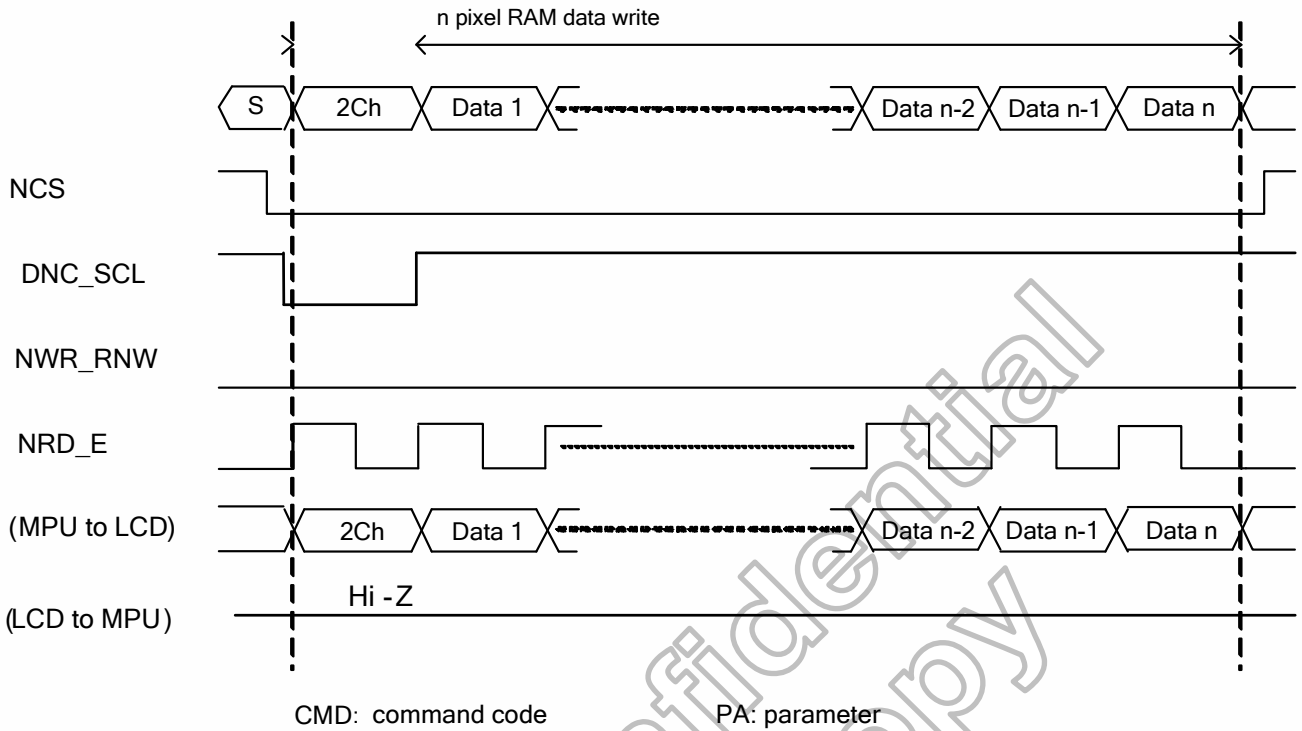 n pixel RAM data write
S 2Ch Data 1 Data n-2 Data n-1 Data n
NCS
DNC_SCL
NWR_RNW
NRD_E
(MPU to LCD) 2Ch Data 1 Data n-2 Data n-1 Data n
Hi -Z
(LCD to MPU)
CMD: command code PA: parameter